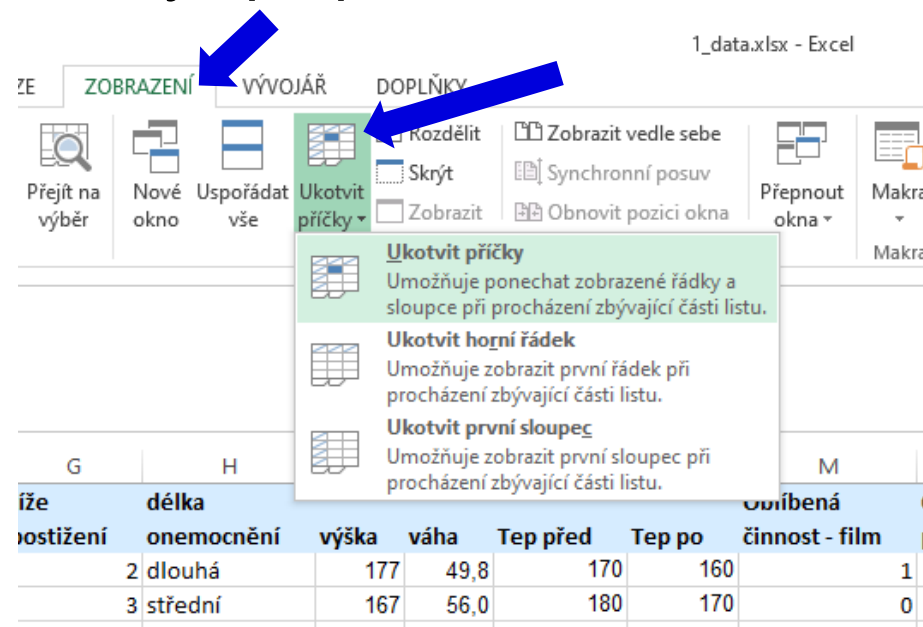 1_data.xlsx - Excel
ZE ZOBRAZENÍ VÝVOJÁŘ DOPLŇKY
Přejít na výběr
Nové okno
Uspořádat vše
Ukotvit příčky
Rozdělit
Skrýt
Zobrazit
Zobrazit vedle sebe
Synchronní posuv
Obnovit pozici okna
Přepnout okna
Makra
Makra
Ukotvit příčky
Umožňuje ponechat zobrazené řádky a
sloupce při procházení zbývající části listu.
Ukotvit horní řádek
Umožňuje zobrazit první řádek při
procházení zbývající části listu.
Ukotvit první sloupec
Umožňuje zobrazit první sloupec při
procházení zbývající části listu.
G H M
íže délka Oblíbená
postižení onemocnění výška váha Tep před Tep po činnost - film
2 dlouhá 177 49,8 170 160 1
3 střední 167 56,0 180 170 0